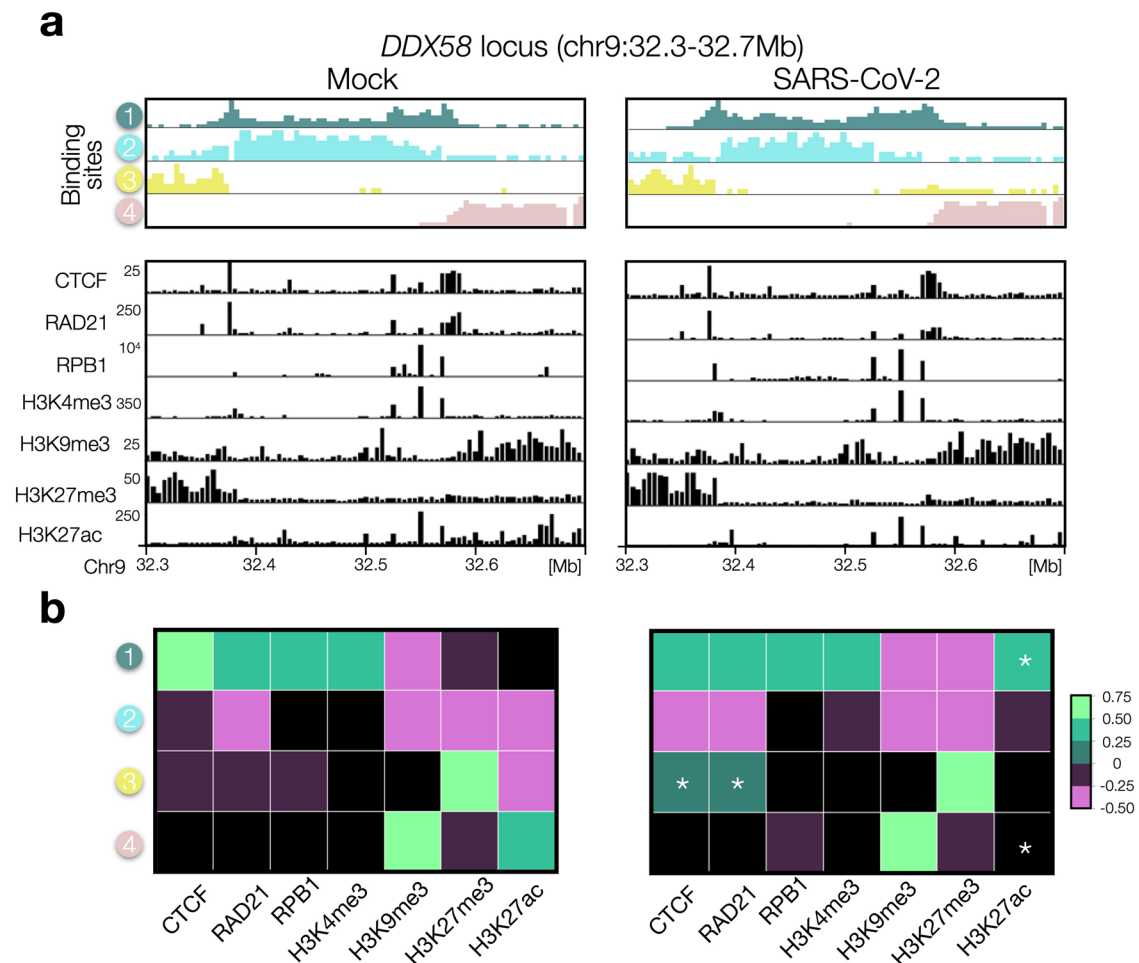 a
DDX58 locus (chr9:32.3-32.7Mb)
Mock
SARS-CoV-2
Binding sites
1
2
3
4
CTCF 25
RAD21 250
RPB1 10⁴
H3K4me3 350
H3K9me3 25
H3K27me3 50
H3K27ac 250
Chr9 32.3 32.4 32.5 32.6 [Mb] 32.3 32.4 32.5 32.6 [Mb]
b
1 *
2
3 * *
4 *
0.75
0.50
0.25
0
-0.25
-0.50
CTCF RAD21 RPB1 H3K4me3 H3K9me3 H3K27me3 H3K27ac
CTCF RAD21 RPB1 H3K4me3 H3K9me3 H3K27me3 H3K27ac